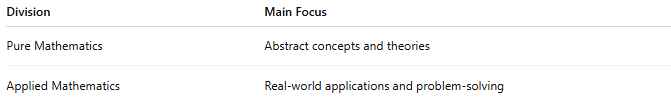 Division Main Focus
Pure Mathematics Abstract concepts and theories
Applied Mathematics Real-world applications and problem-solving